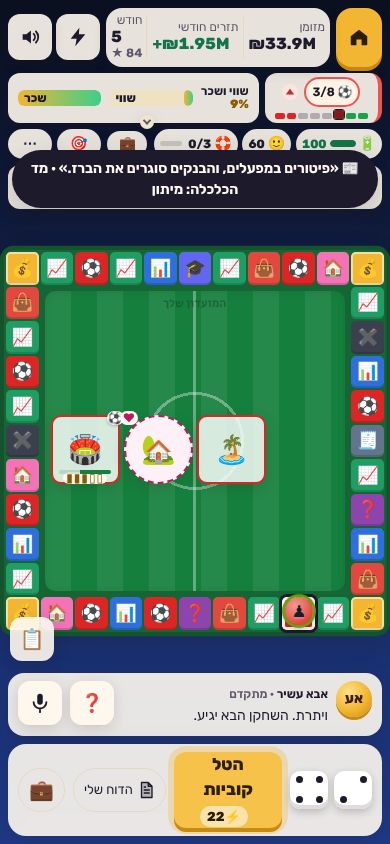 מזומן
₪33.9M
תזרים חודשי
+₪1.95M
חודש
5
★ 84
3/8
שווי ושכר
9%
שווי
שכר
100
60
0/3
...
«פיטורים במפעלים, והבנקים סוגרים את הברז.» • מד
הכלכלה: מיתון
המועדון שלך
אע
אבא עשיר • מתקדם
ויתרת. השחקן הבא יגיע.
הטל
קוביות
22
הדוח שלי